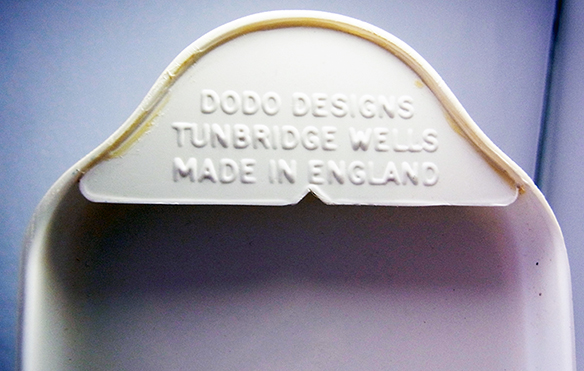 DODO DESIGNS
TUNBRIDGE WELLS
MADE IN ENGLAND